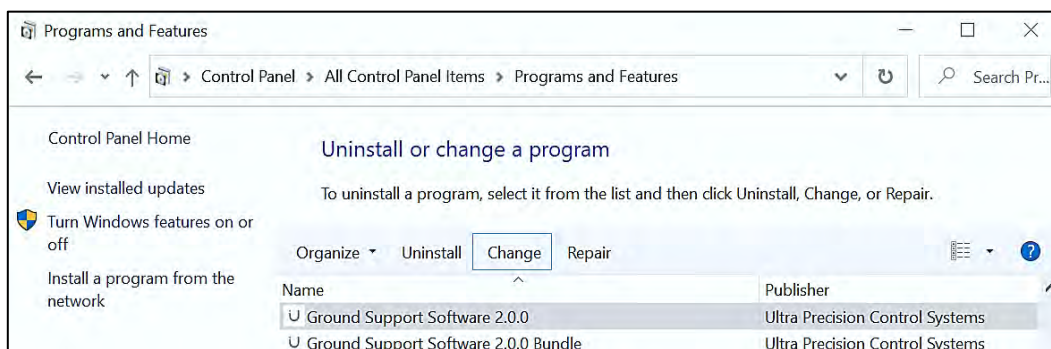 Programs and Features
Control Panel > All Control Panel Items > Programs and Features
Search Pr...
Control Panel Home
View installed updates
Turn Windows features on or
off
Install a program from the
network
Uninstall or change a program
To uninstall a program, select it from the list and then click Uninstall, Change, or Repair.
Organize Uninstall Change Repair
?
Name Publisher
U Ground Support Software 2.0.0 Ultra Precision Control Systems
U Ground Support Software 2.0.0 Bundle Ultra Precision Control Systems